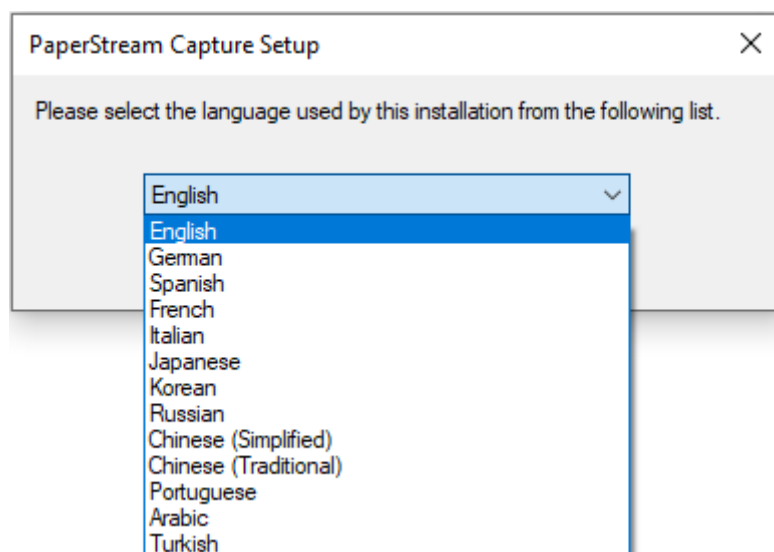 PaperStream Capture Setup
Please select the language used by this installation from the following list.
English
English
German
Spanish
French
Italian
Japanese
Korean
Russian
Chinese (Simplified)
Chinese (Traditional)
Portuguese
Arabic
Turkish